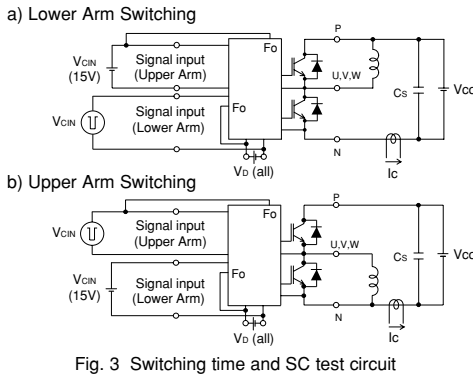 a) Lower Arm Switching
P
Fo
VCIN
(15V)
Signal input
(Upper Arm)
U,V,W
CS
Vcc
VCIN
Signal input
(Lower Arm)
Fo
N
VD (all)
Ic
b) Upper Arm Switching
P
Fo
VCIN
Signal input
(Upper Arm)
U,V,W
CS
Vcc
VCIN
(15V)
Signal input
(Lower Arm)
Fo
N
VD (all)
Ic
Fig. 3 Switching time and SC test circuit